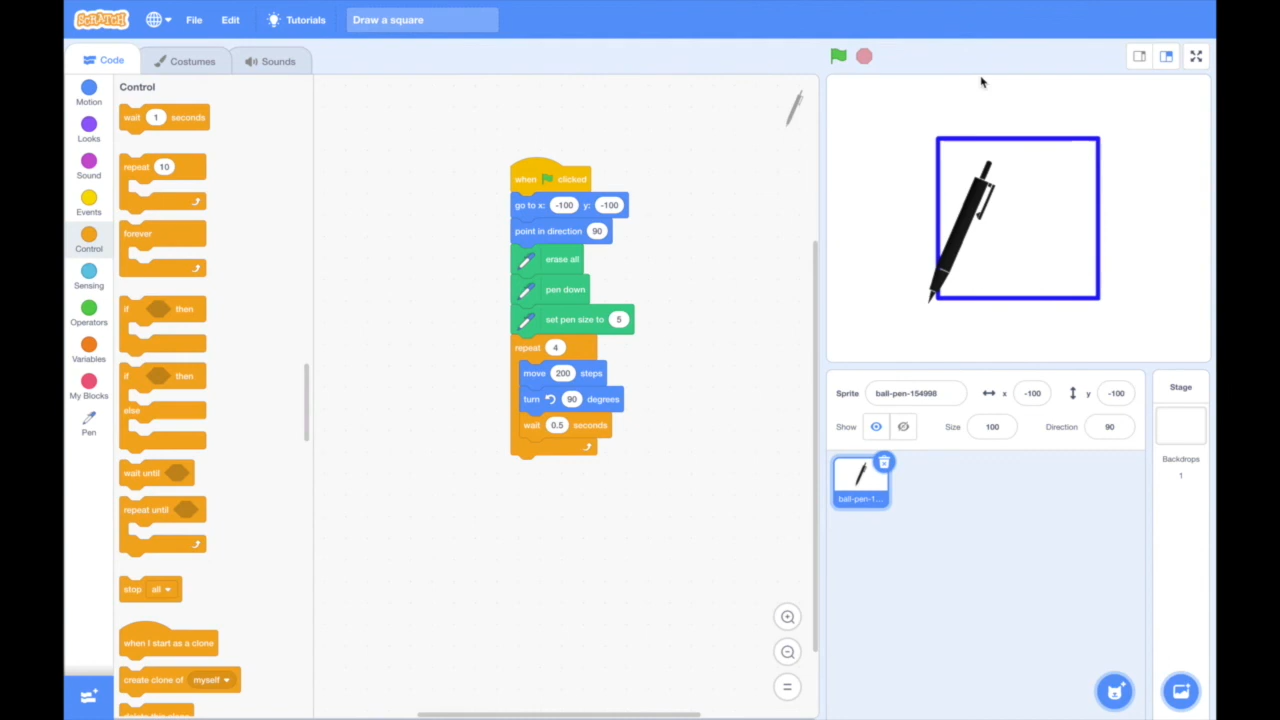 SCRATCH File Edit Tutorials Draw a square
Code Costumes Sounds
Motion
Looks
Sound
Events
Control
Sensing
Operators
Variables
My Blocks
Pen
Control
wait 1 seconds
repeat 10
forever
if then
if then
else
wait until
repeat until
stop all
when I start as a clone
create clone of myself
when clicked
go to x: -100 y: -100
point in direction 90
erase all
pen down
set pen size to 5
repeat 4
move 200 steps
turn 90 degrees
wait 0.5 seconds
Sprite ball-pen-154998 x -100 y -100
Show Size 100 Direction 90
ball-pen-1...
Stage
Backdrops
1